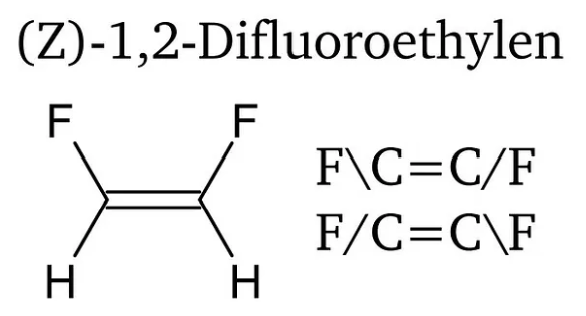 (Z)-1,2-Difluoroethylen
F F
F\C=C/F
F/C=C\F
H H